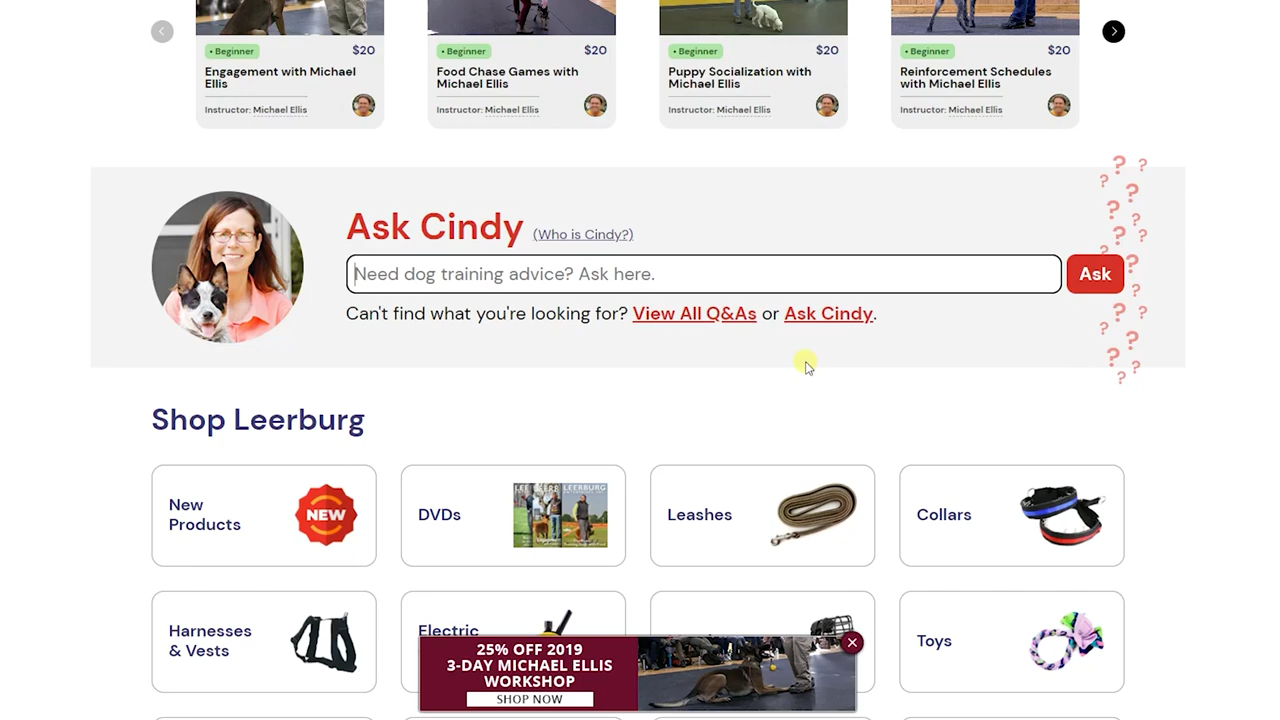 • Beginner
$20
Engagement with Michael
Ellis
Instructor: Michael Ellis
• Beginner
$20
Food Chase Games with
Michael Ellis
Instructor: Michael Ellis
• Beginner
$20
Puppy Socialization with
Michael Ellis
Instructor: Michael Ellis
• Beginner
$20
Reinforcement Schedules
with Michael Ellis
Instructor: Michael Ellis
Ask Cindy (Who is Cindy?)
Need dog training advice? Ask here.
Ask
Can't find what you're looking for? View All Q&As or Ask Cindy.
Shop Leerburg
New
Products
NEW
DVDs
Leashes
Collars
Harnesses
& Vests
Electric
Toys
25% OFF 2019
3-DAY MICHAEL ELLIS
WORKSHOP
SHOP NOW